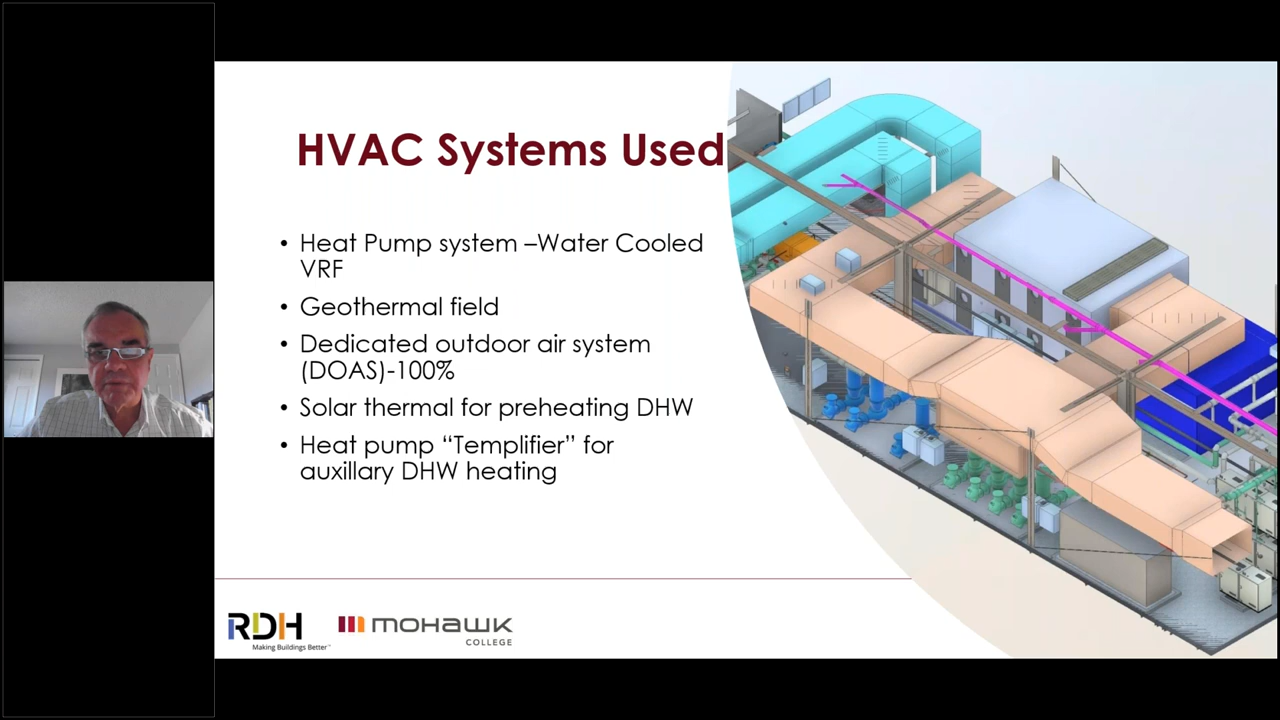 HVAC Systems Used
• Heat Pump system –Water Cooled
VRF
• Geothermal field
• Dedicated outdoor air system
(DOAS)-100%
• Solar thermal for preheating DHW
• Heat pump “Templifier” for
auxillary DHW heating
RDH
Making Buildings Better™
mohawk
COLLEGE